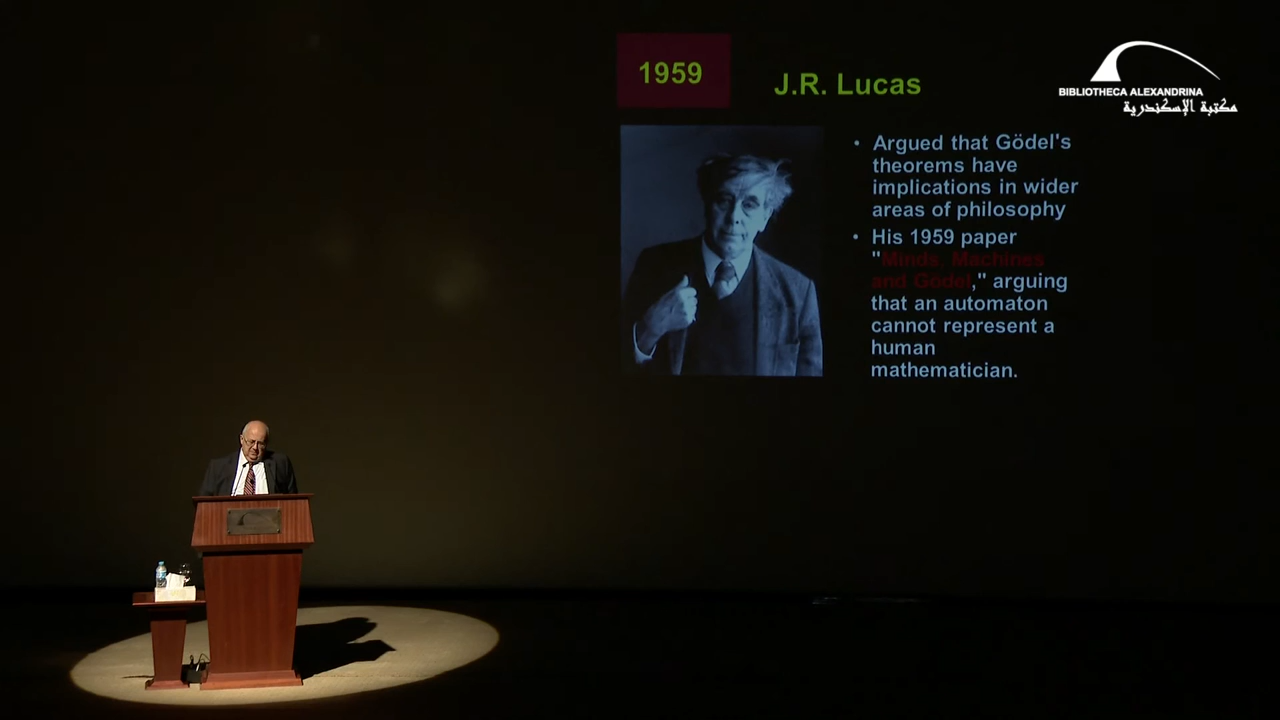 1959
J.R. Lucas
BIBLIOTHECA ALEXANDRINA
مكتبة الإسكندرية
• Argued that Gödel's
theorems have
implications in wider
areas of philosophy
• His 1959 paper
"Minds, Machines
and Gödel," arguing
that an automaton
cannot represent a
human
mathematician.